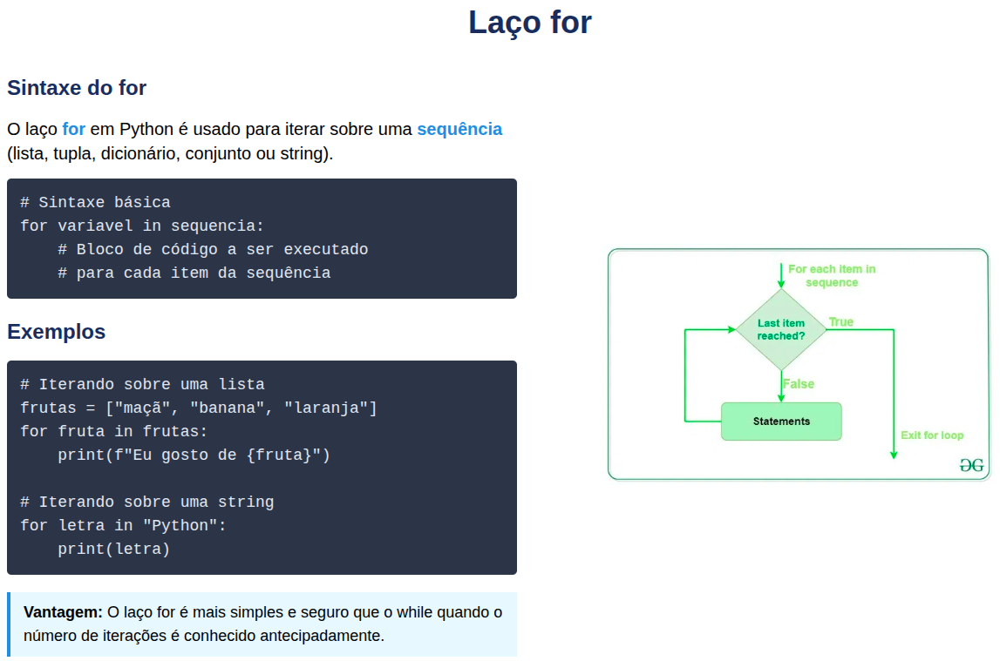 Laço for
Sintaxe do for
O laço for em Python é usado para iterar sobre uma sequência
(lista, tupla, dicionário, conjunto ou string).
# Sintaxe básica
for variavel in sequencia:
    # Bloco de código a ser executado
    # para cada item da sequência
Exemplos
# Iterando sobre uma lista
frutas = ["maçã", "banana", "laranja"]
for fruta in frutas:
    print(f"Eu gosto de {fruta}")
# Iterando sobre uma string
for letra in "Python":
    print(letra)
Vantagem: O laço for é mais simples e seguro que o while quando o
número de iterações é conhecido antecipadamente.
For each item in
sequence
Last item
reached?
True
False
Statements
Exit for loop